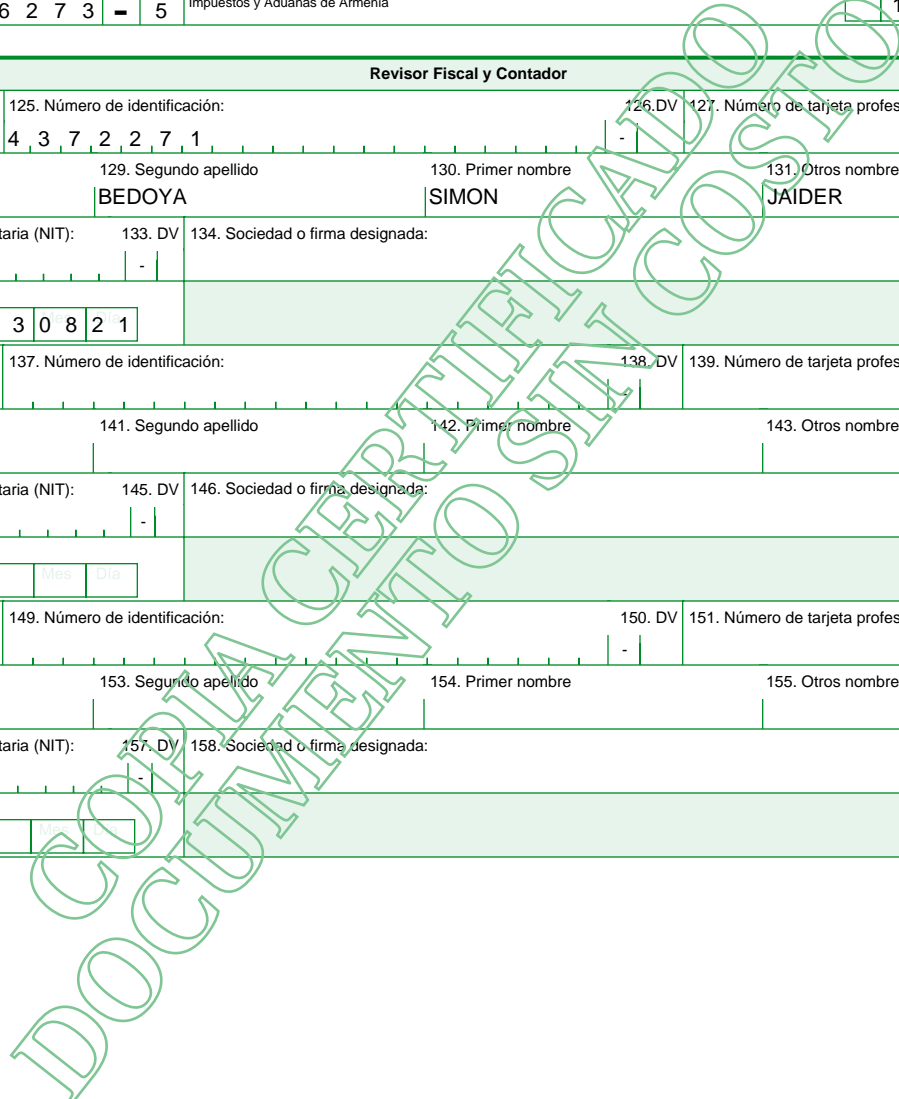 6 2 7 3 - 5 Impuestos y Aduanas de Armenia 1
Revisor Fiscal y Contador
125. Número de identificación: 126.DV 127. Número de tarjeta profes
4 3 7 2 2 7 1 -
129. Segundo apellido 130. Primer nombre 131. Otros nombre
BEDOYA SIMON JAIDER
taria (NIT): 133. DV 134. Sociedad o firma designada:
-
3 0 8 2 1
137. Número de identificación: 138. DV 139. Número de tarjeta profes
-
141. Segundo apellido 142. Primer nombre 143. Otros nombre
taria (NIT): 145. DV 146. Sociedad o firma designada:
-
Mes Dia
149. Número de identificación: 150. DV 151. Número de tarjeta profes
-
153. Segundo apellido 154. Primer nombre 155. Otros nombre
taria (NIT): 157. DV 158. Sociedad o firma designada:
-
Mes Dia
COPIA CERTIFICADO
DOCUMENTO SIN COSTO